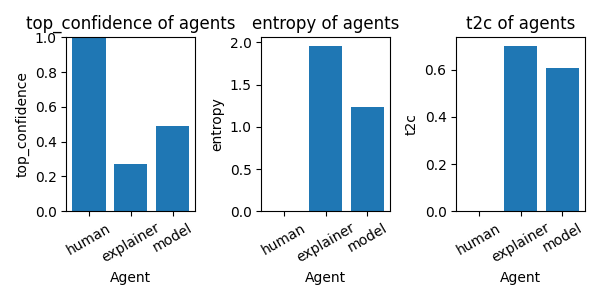 top_confidence of agents
top_confidence
1.0
0.8
0.6
0.4
0.2
0.0
human
explainer
model
Agent
entropy of agents
entropy
2.0
1.5
1.0
0.5
0.0
human
explainer
model
Agent
t2c of agents
t2c
0.6
0.4
0.2
0.0
human
explainer
model
Agent